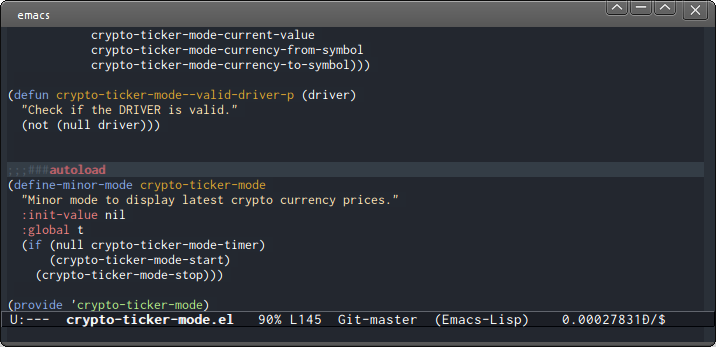 emacs
crypto-ticker-mode-current-value
crypto-ticker-mode-currency-from-symbol
crypto-ticker-mode-currency-to-symbol)))
(defun crypto-ticker-mode--valid-driver-p (driver)
"Check if the DRIVER is valid."
(not (null driver)))
;;;###autoload
(define-minor-mode crypto-ticker-mode
"Minor mode to display latest crypto currency prices."
:init-value nil
:global t
(if (null crypto-ticker-mode-timer)
(crypto-ticker-mode-start)
(crypto-ticker-mode-stop)))
(provide 'crypto-ticker-mode)
U:---  crypto-ticker-mode.el   90% L145  Git-master  (Emacs-Lisp)    0.00027831Ð/$